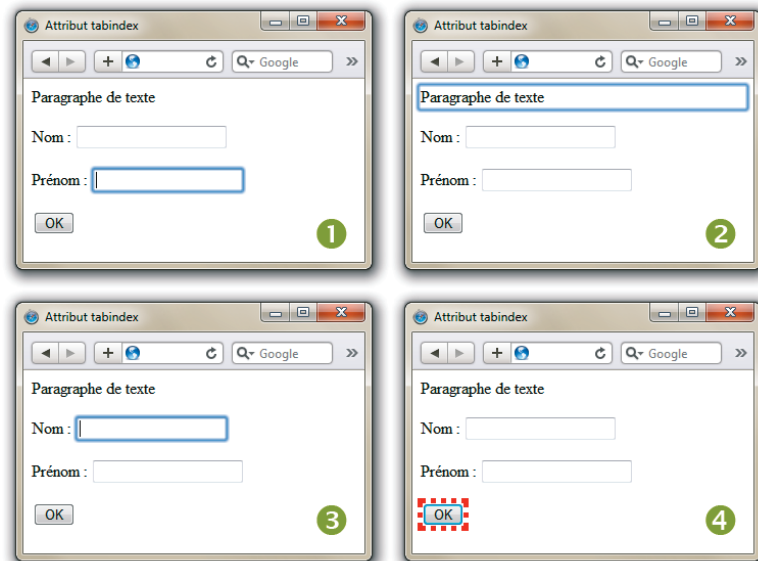 Attribut tabindex
Google
Paragraphe de texte
Nom :
Prénom :
OK
1
Attribut tabindex
Google
Paragraphe de texte
Nom :
Prénom :
OK
2
Attribut tabindex
Google
Paragraphe de texte
Nom :
Prénom :
OK
3
Attribut tabindex
Google
Paragraphe de texte
Nom :
Prénom :
OK
4